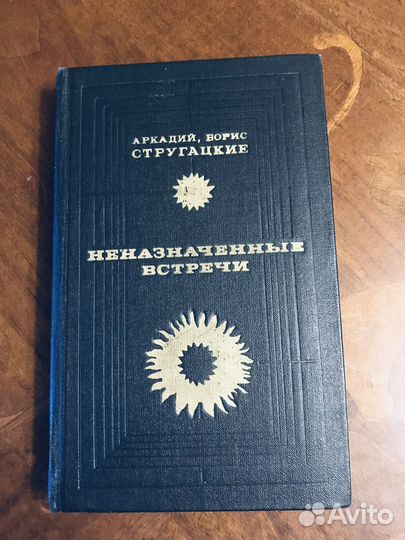 АРКАДИЙ, БОРИС
СТРУГАЦКИЕ
НЕНАЗНАЧЕННЫЕ
ВСТРЕЧИ
Avito